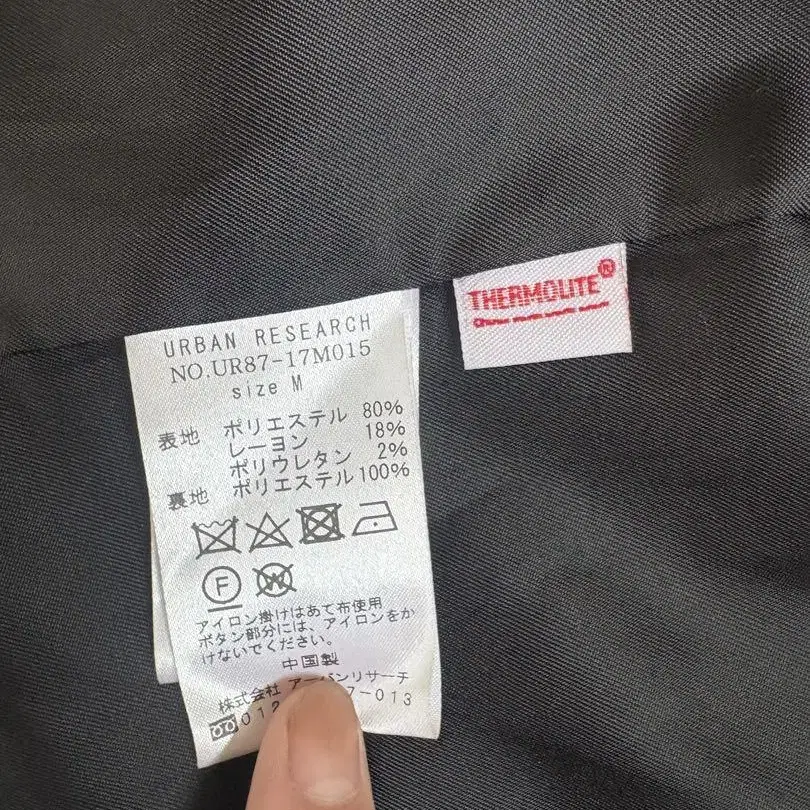 URBAN RESEARCH
NO.UR87-17M015
size M
表地 ポリエステル 80%
レーヨン 18%
ポリウレタン 2%
裏地 ポリエステル 100%
F
W
アイロン掛けはあて布使用
ボタン部分には、アイロンをか
けないでください。
中国製
株式会社 アーバンリサーチ
012 7-013
THERMOLITE®